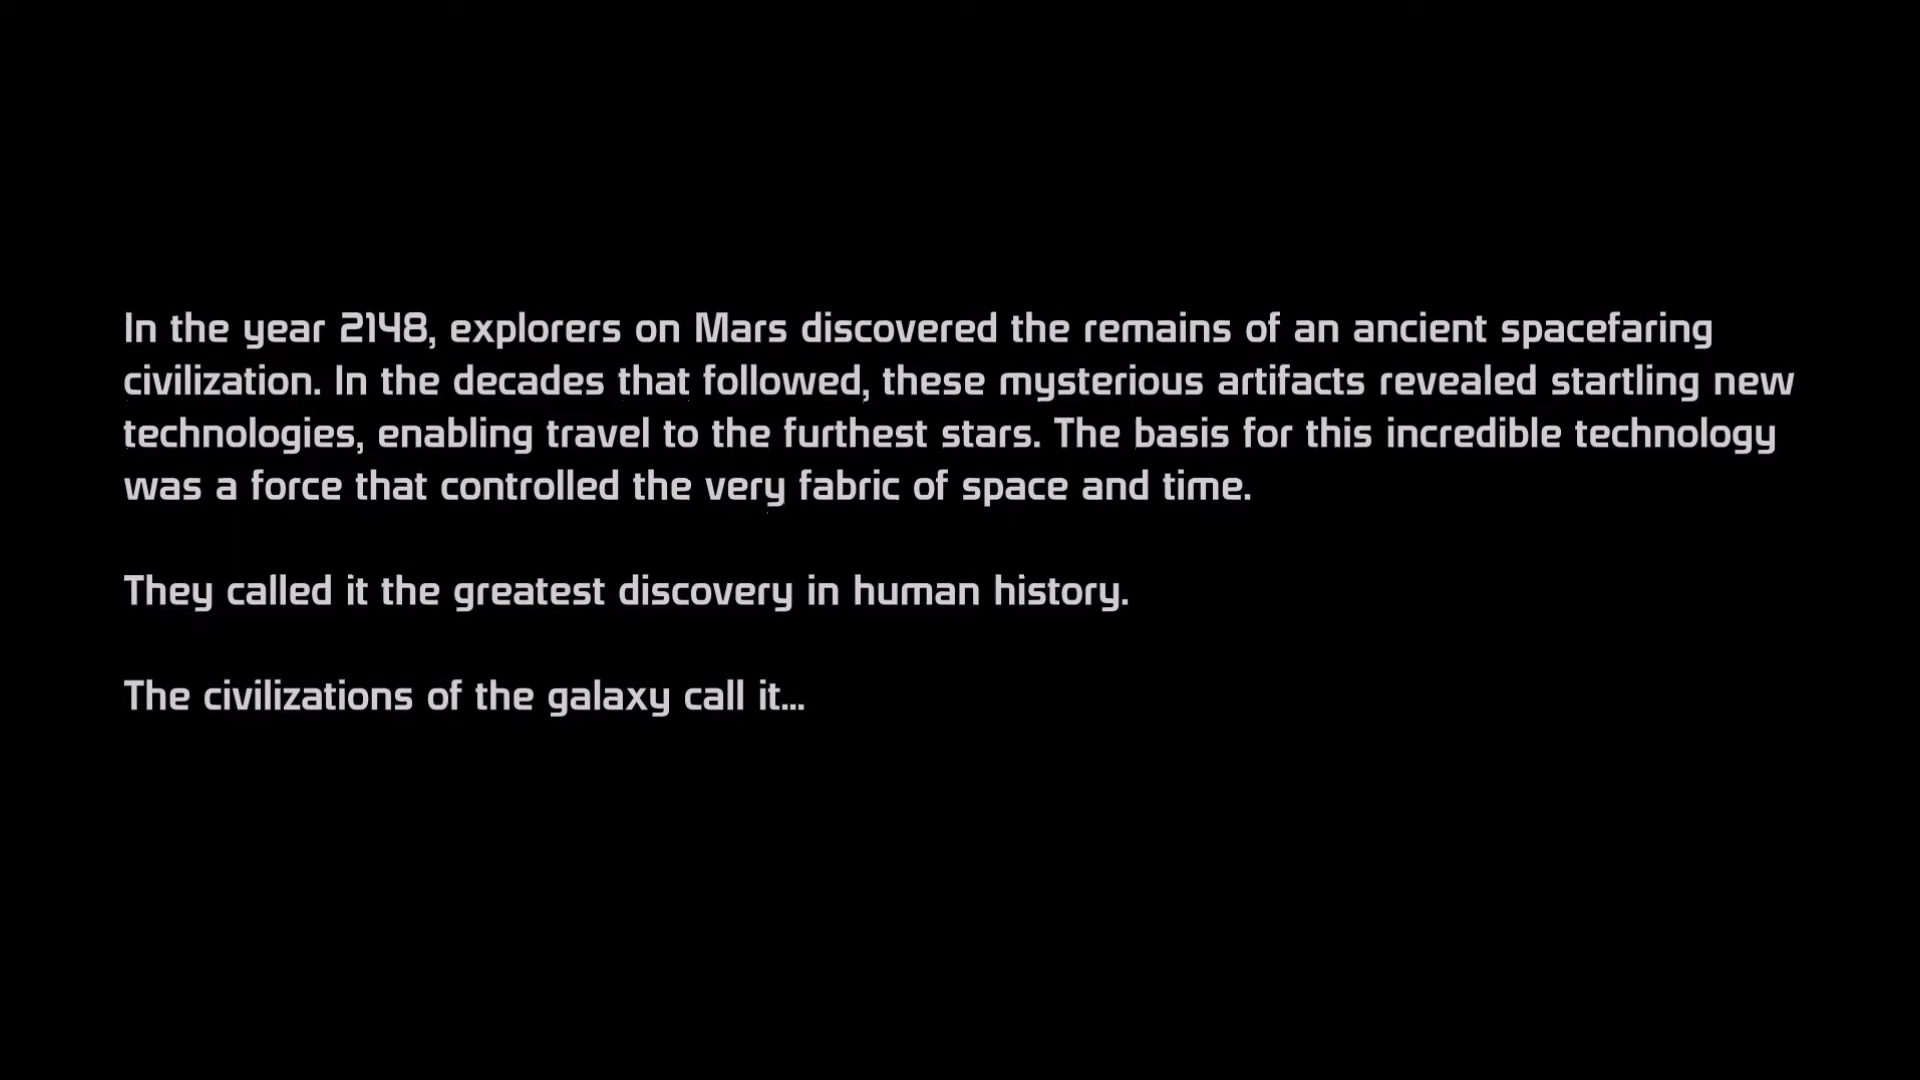 In the year 2148, explorers on Mars discovered the remains of an ancient spacefaring
civilization. In the decades that followed, these mysterious artifacts revealed startling new
technologies, enabling travel to the furthest stars. The basis for this incredible technology
was a force that controlled the very fabric of space and time.
They called it the greatest discovery in human history.
The civilizations of the galaxy call it...